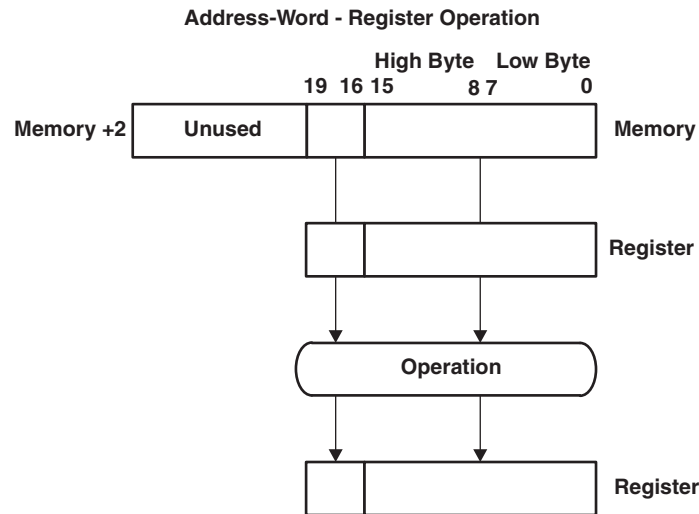 Address-Word - Register Operation
High Byte Low Byte
19 16 15 8 7 0
Memory +2 Unused Memory
Register
Operation
Register